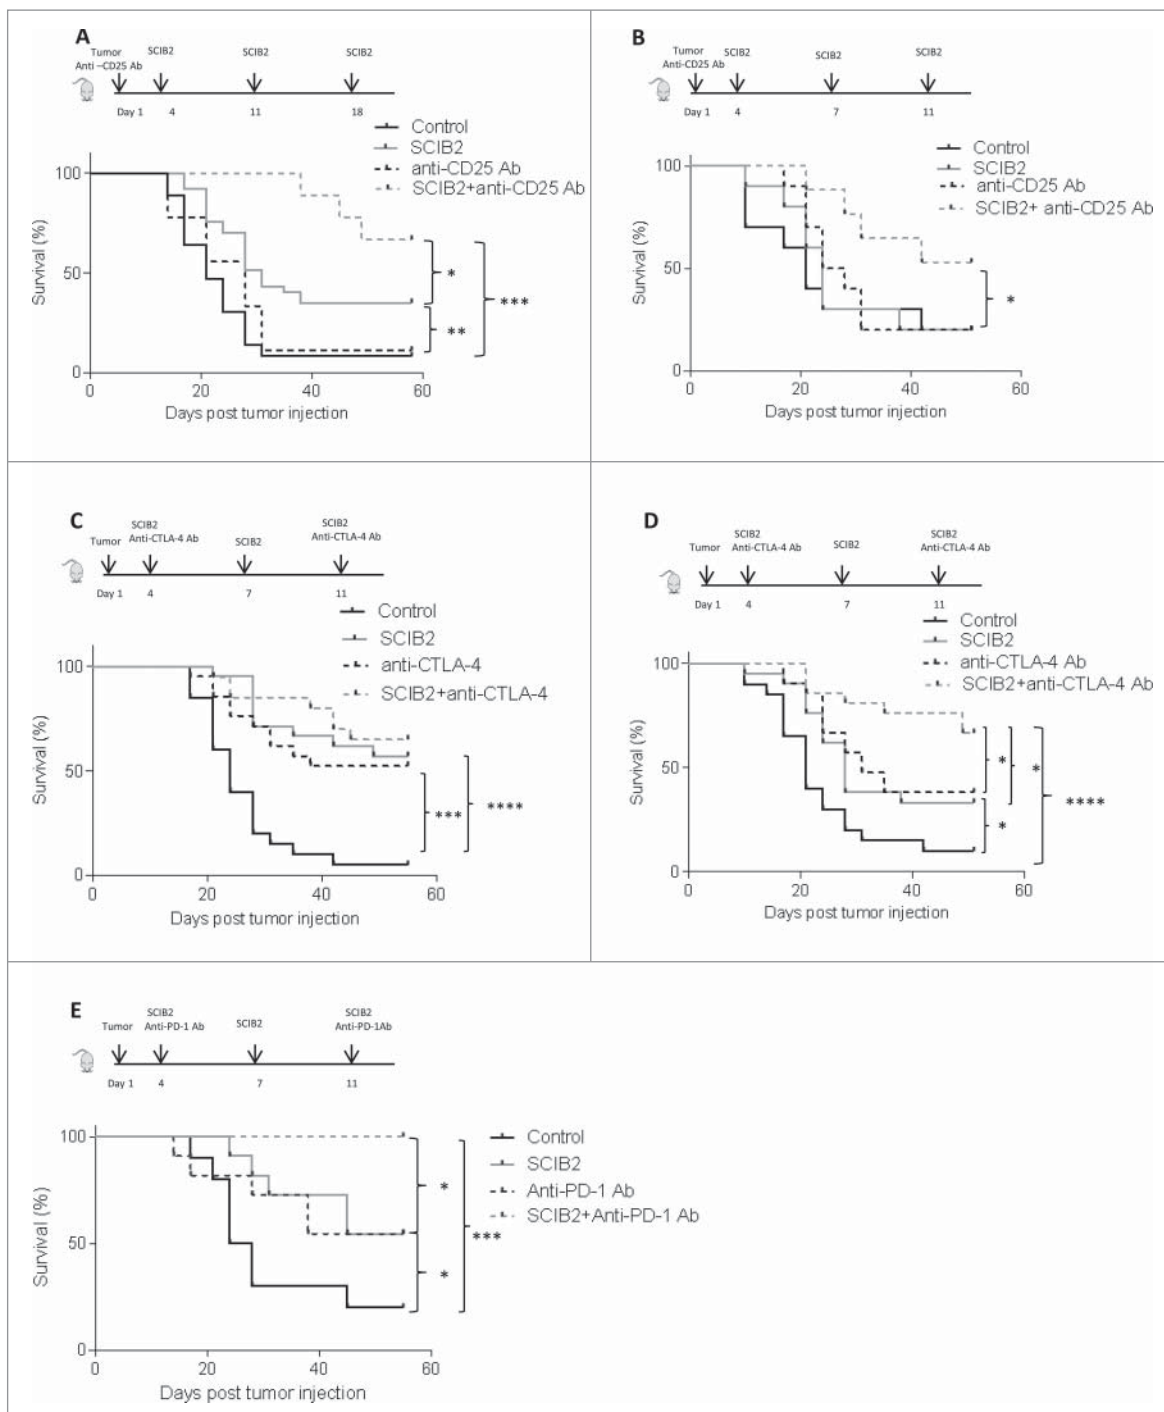 A
Tumor
Anti –CD25 Ab
SCIB2
SCIB2
SCIB2
Day 1
4
11
18
Control
SCIB2
anti-CD25 Ab
SCIB2+anti-CD25 Ab
100
50
0
Survival (%)
*
**
***
0
20
40
60
Days post tumor injection
B
Tumor
Anti-CD25 Ab
SCIB2
SCIB2
SCIB2
Day 1
4
7
11
Control
SCIB2
anti-CD25 Ab
SCIB2+ anti-CD25 Ab
100
50
0
Survival (%)
*
0
20
40
60
Days post tumor injection
C
Tumor
SCIB2
Anti-CTLA-4 Ab
SCIB2
SCIB2
Anti-CTLA-4 Ab
Day 1
4
7
11
Control
SCIB2
anti-CTLA-4
SCIB2+anti-CTLA-4
100
50
0
Survival (%)
***
****
0
20
40
60
Days post tumor injection
D
Tumor
SCIB2
Anti-CTLA-4 Ab
SCIB2
SCIB2
Anti-CTLA-4 Ab
Day 1
4
7
11
Control
SCIB2
anti-CTLA-4 Ab
SCIB2+anti-CTLA-4 Ab
100
50
0
Survival (%)
*
*
*
****
0
20
40
60
Days post tumor injection
E
Tumor
SCIB2
Anti-PD-1 Ab
SCIB2
SCIB2
Anti-PD-1Ab
Day 1
4
7
11
Control
SCIB2
Anti-PD-1 Ab
SCIB2+Anti-PD-1 Ab
100
50
0
Survival (%)
*
*
***
0
20
40
60
Days post tumor injection